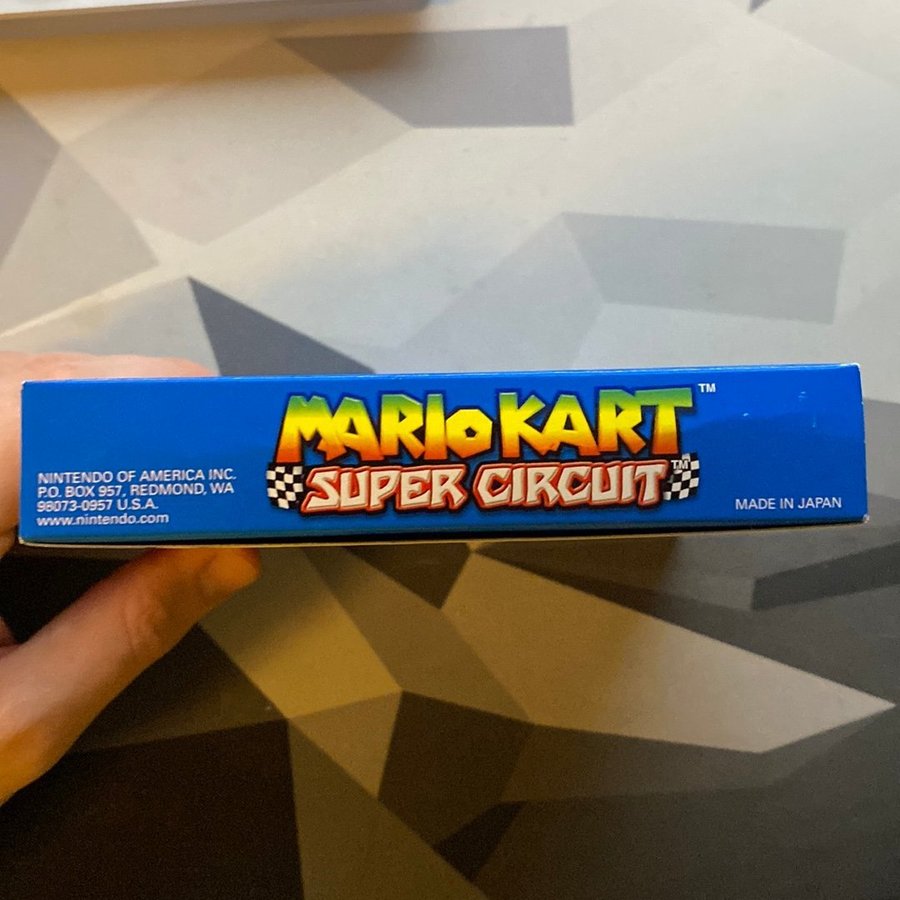 MARIO KART™
SUPER CIRCUIT™
NINTENDO OF AMERICA INC.
P.O. BOX 957, REDMOND, WA
98073-0957 U.S.A.
www.nintendo.com
MADE IN JAPAN